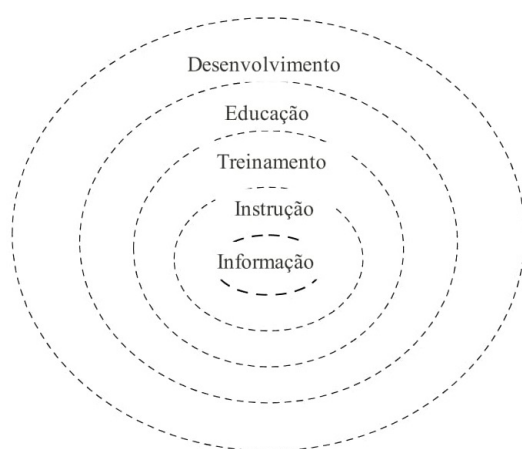 Desenvolvimento
Educação
Treinamento
Instrução
Informação